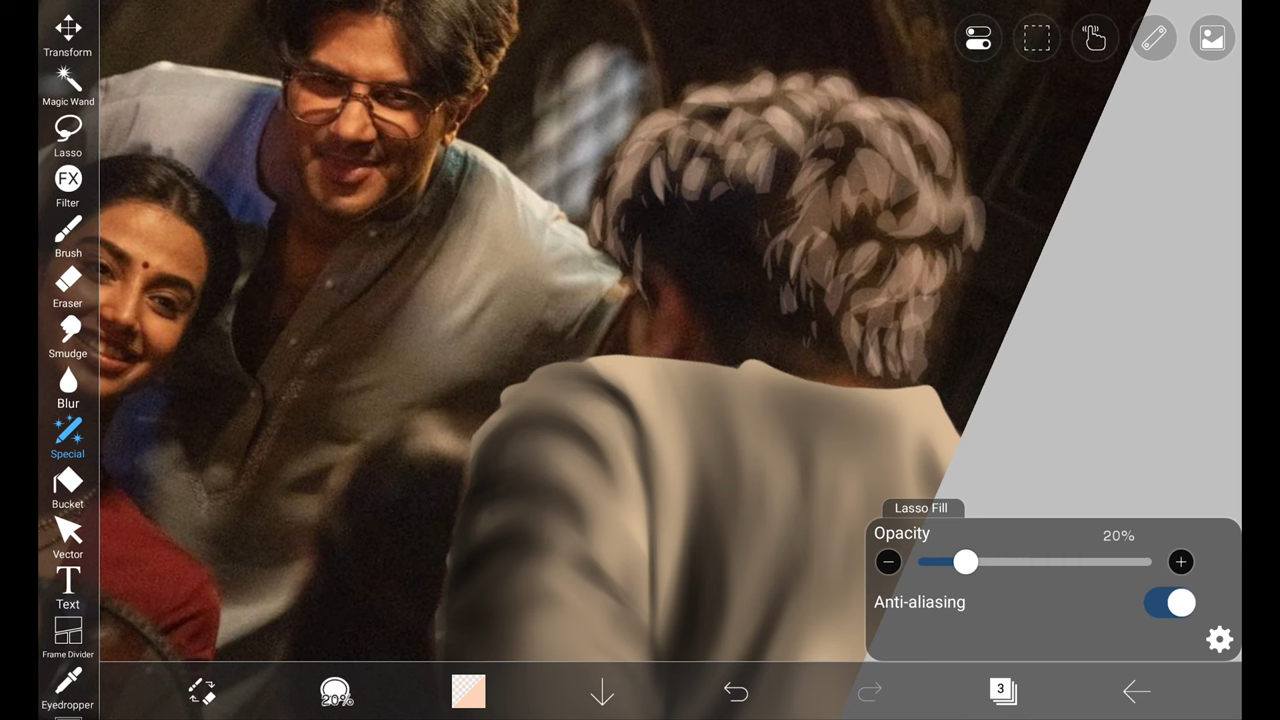 Transform
Magic Wand
Lasso
FX
Filter
Brush
Eraser
Smudge
Blur
Special
Bucket
Vector
T
Text
Frame Divider
Eyedropper
Lasso Fill
Opacity
20%
Anti-aliasing
20%
3